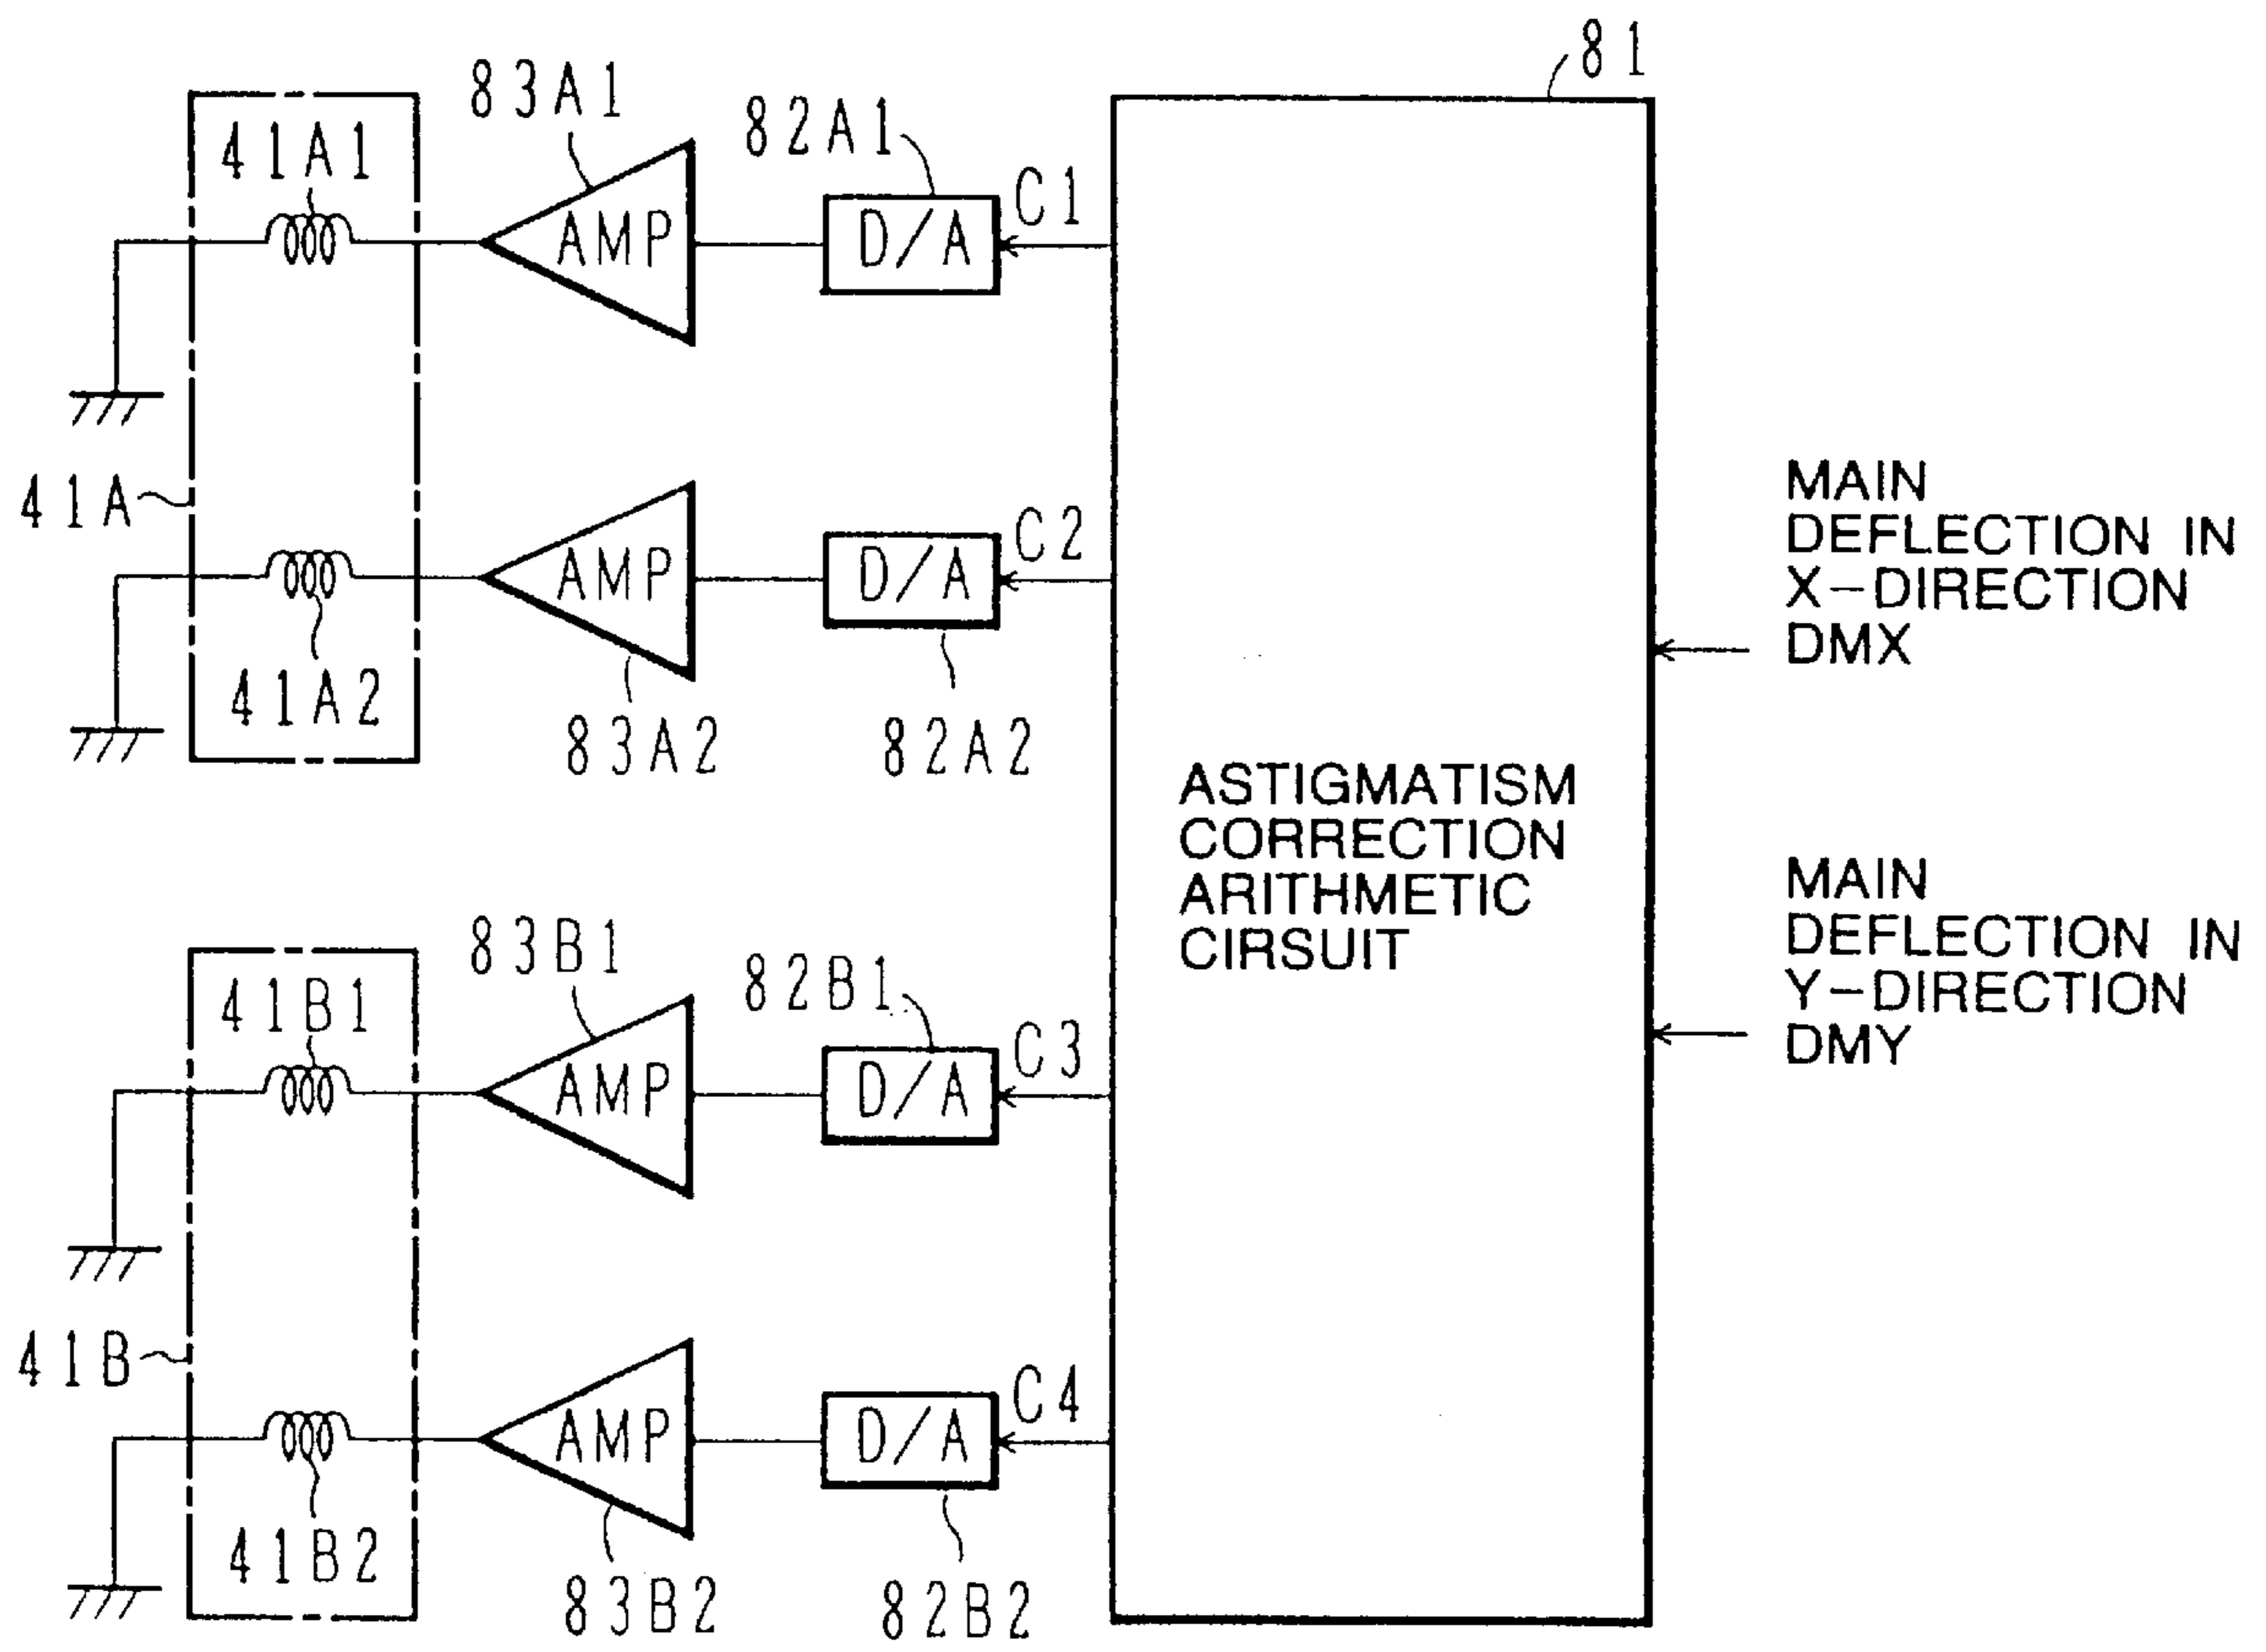 81
83A1
82A1
41A1
C1
AMP
D/A
MAIN
DEFLECTION IN
X-DIRECTION
DMX
41A
C2
AMP
D/A
41A2
83A2
82A2
ASTIGMATISM
CORRECTION
ARITHMETIC
CIRSUIT
MAIN
DEFLECTION IN
Y-DIRECTION
DMY
83B1
82B1
41B1
C3
AMP
D/A
41B
C4
AMP
D/A
41B2
83B2
82B2